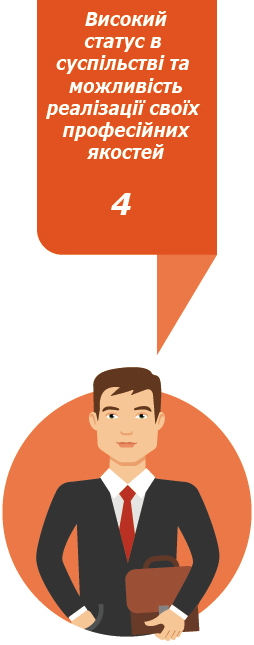 Високий
статус в
суспільстві та
можливість
реалізації своїх
професійних
якостей
4